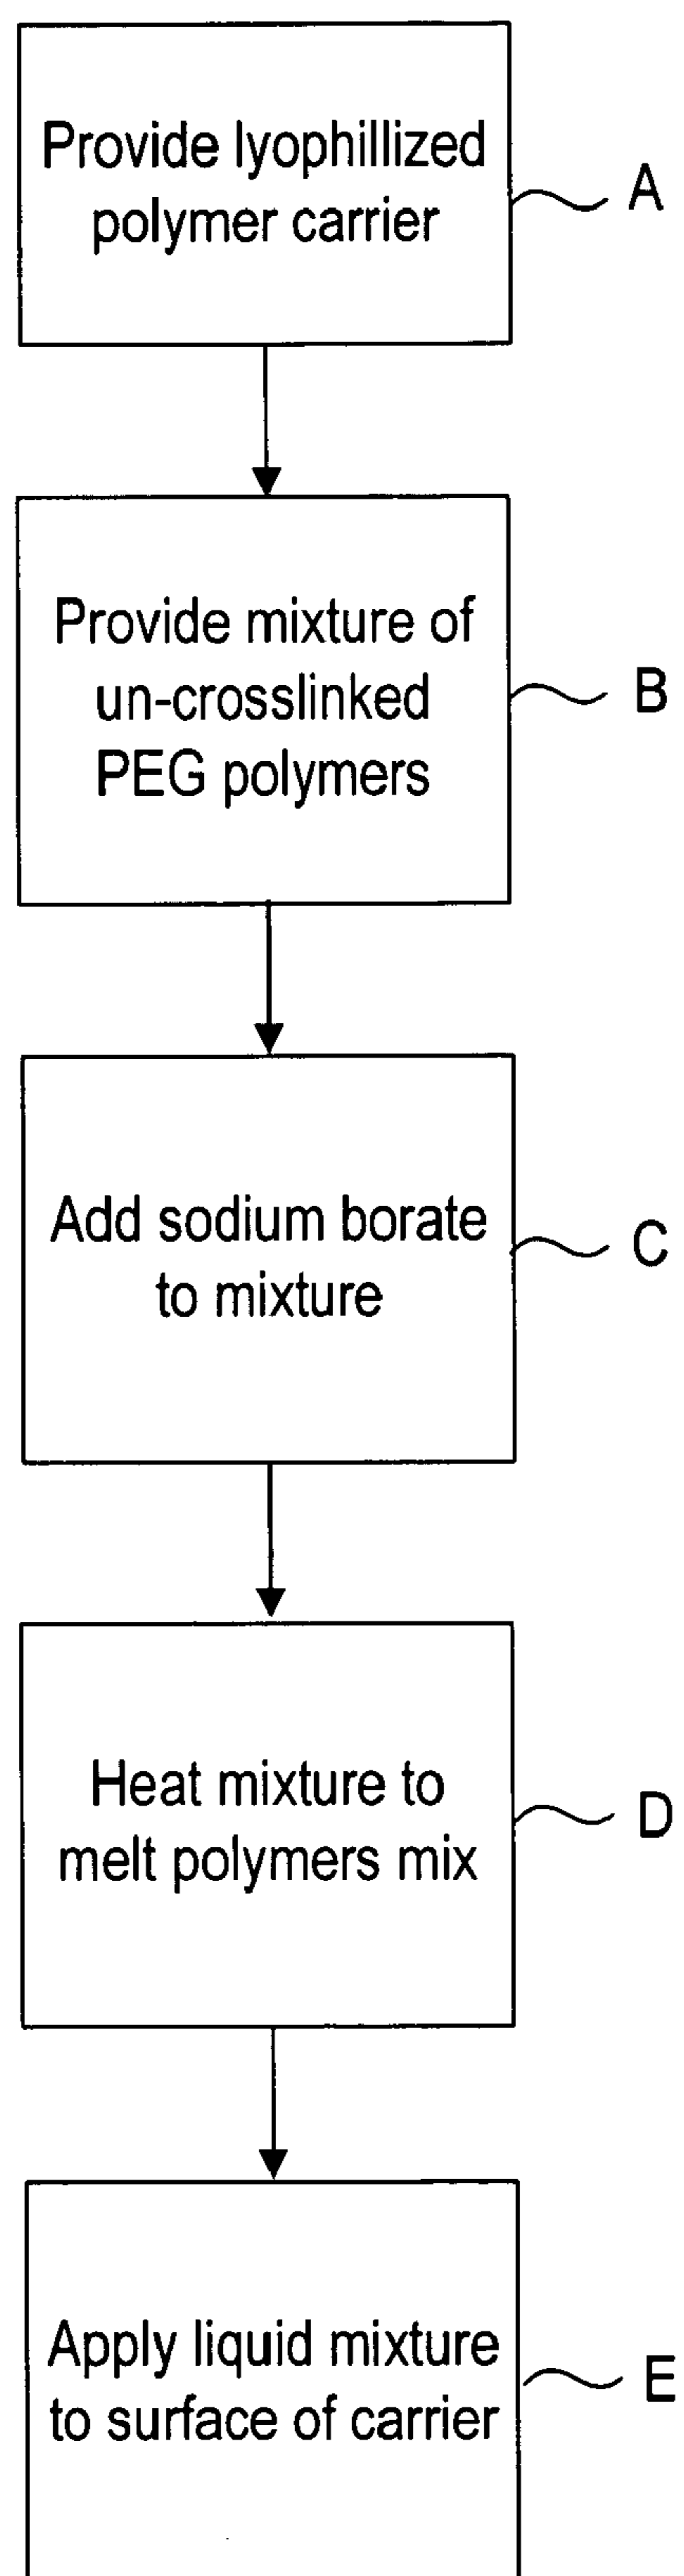 Provide lyophillized
polymer carrier
A
Provide mixture of
un-crosslinked
PEG polymers
B
Add sodium borate
to mixture
C
Heat mixture to
melt polymers mix
D
Apply liquid mixture
to surface of carrier
E